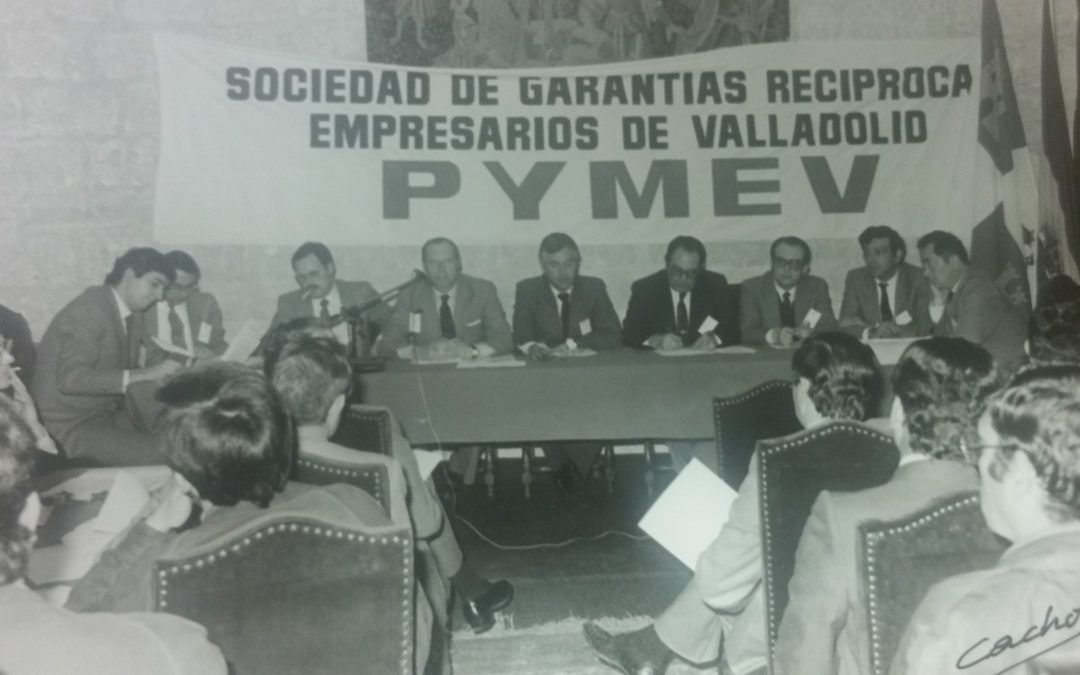 SOCIEDAD DE GARANTIAS RECIPROCA
EMPRESARIOS DE VALLADOLID
PYMEV
Cacho